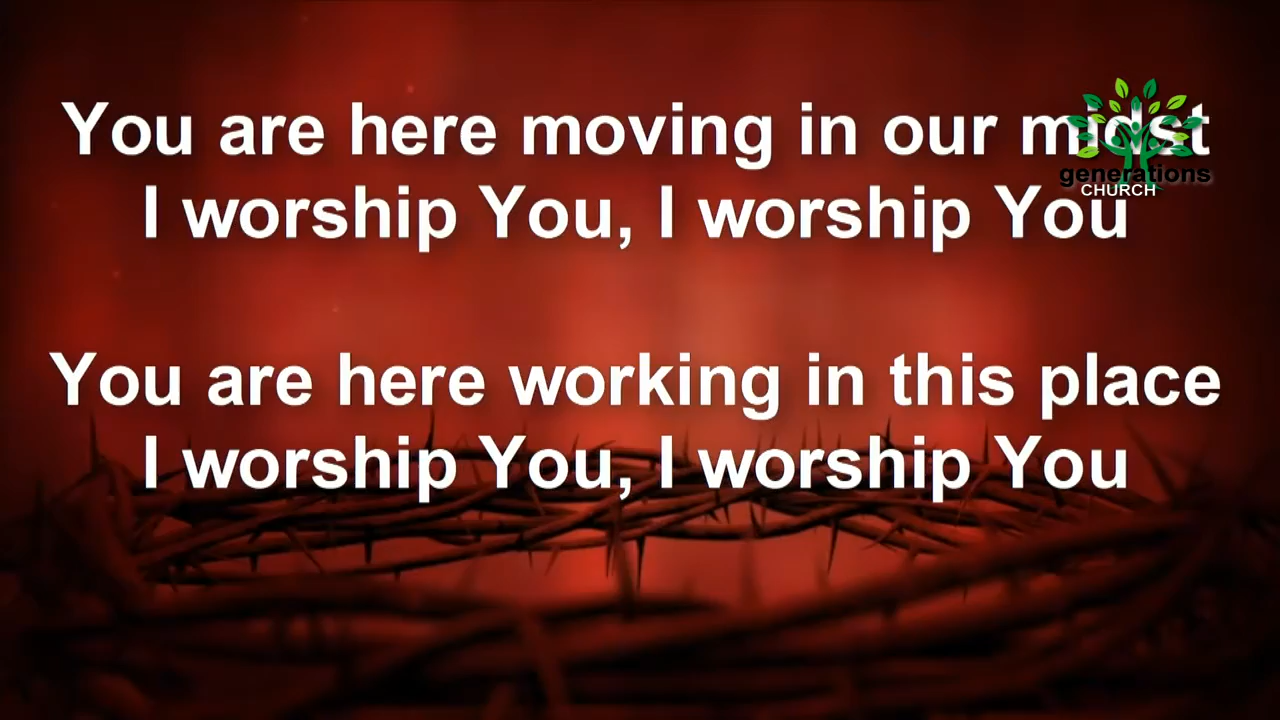 You are here moving in our midst
I worship You, I worship You
generations
CHURCH
You are here working in this place
I worship You, I worship You